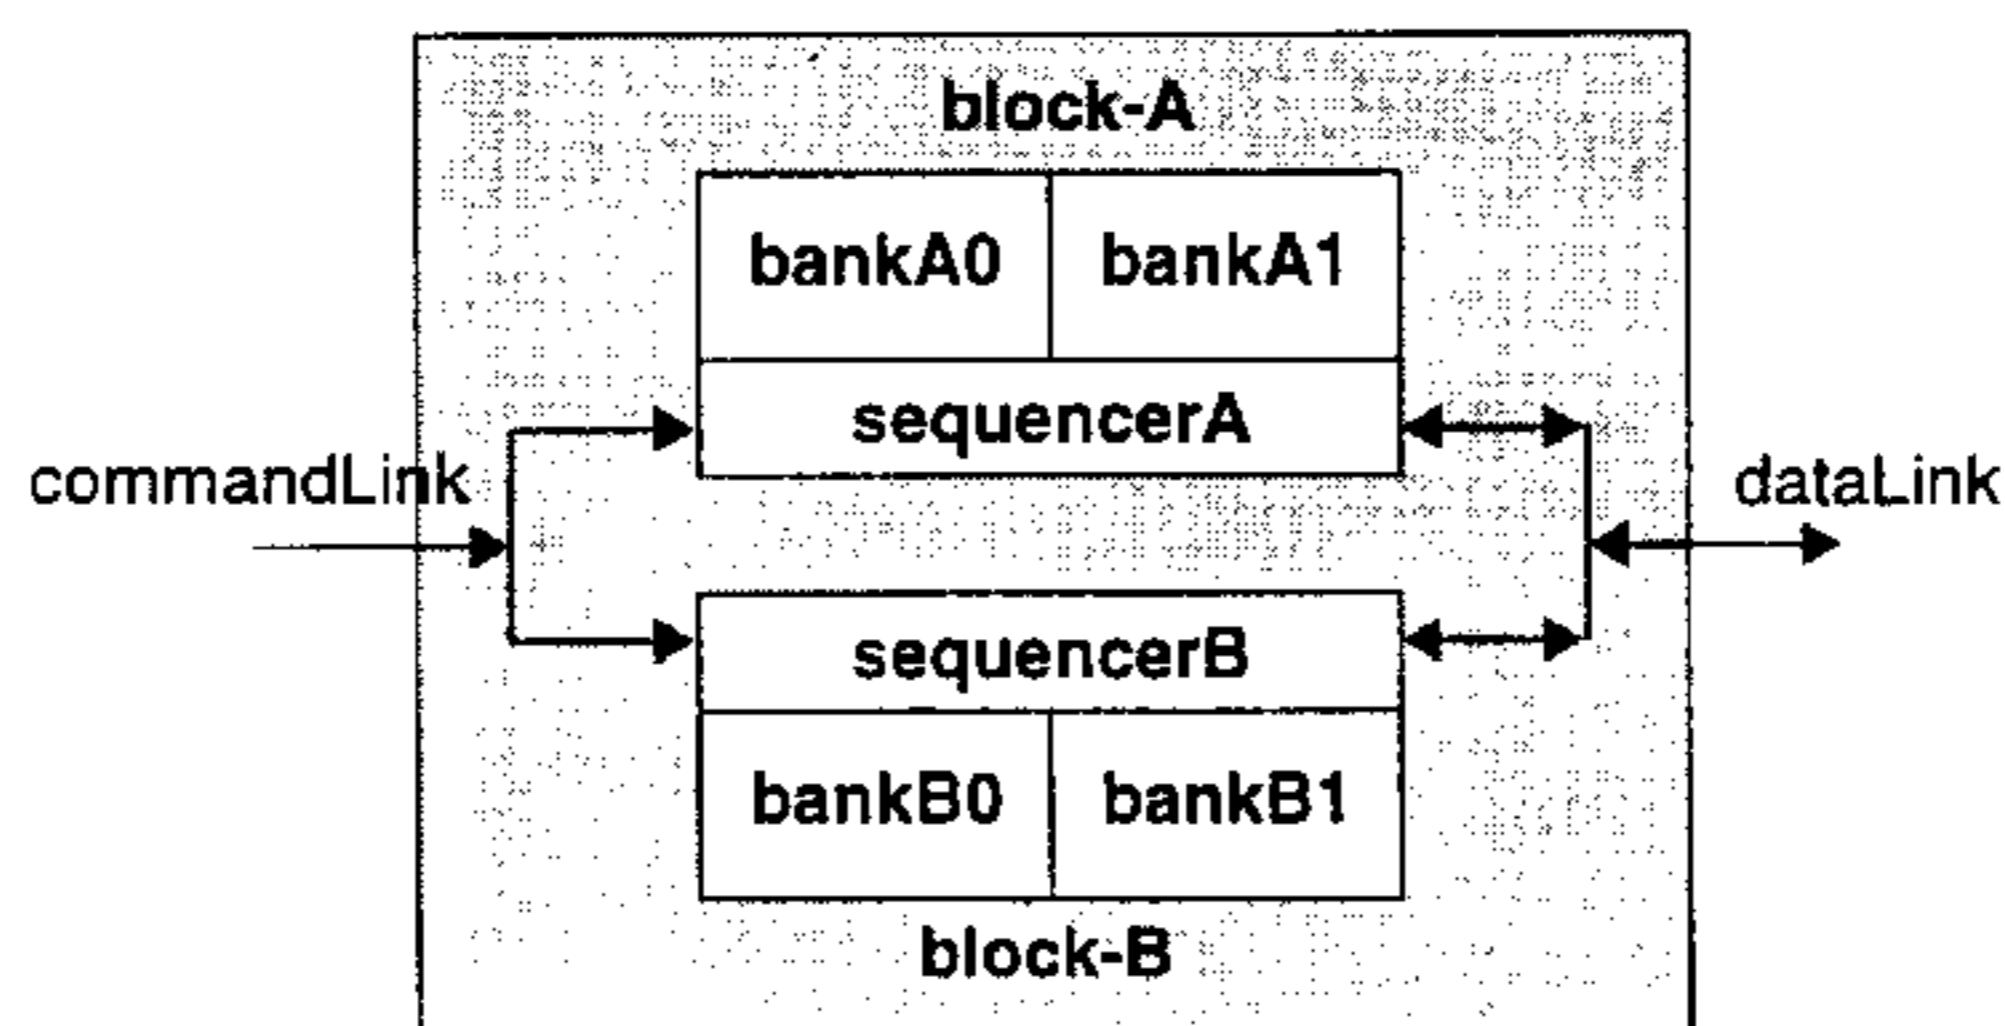 block-A
bankA0 bankA1
sequencerA
commandLink dataLink
sequencerB
bankB0 bankB1
block-B